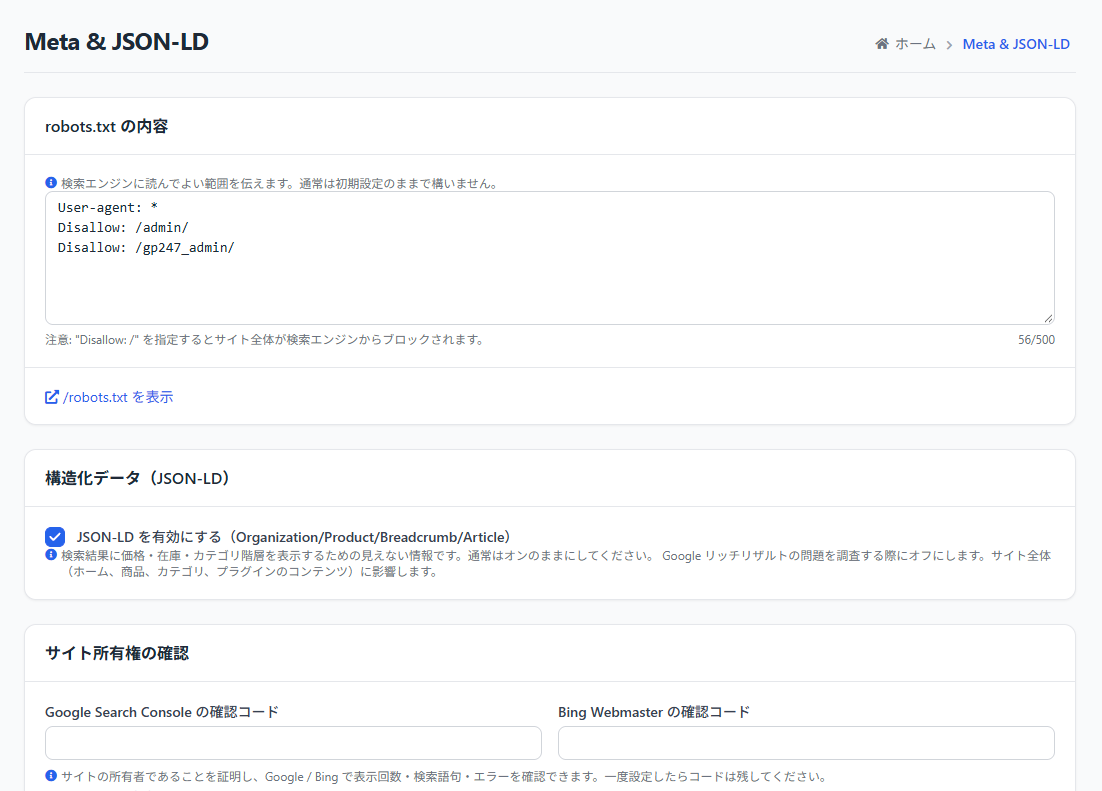 Meta & JSON-LD
ホーム > Meta & JSON-LD
robots.txt の内容
検索エンジンに読んでよい範囲を伝えます。通常は初期設定のままで構いません。
User-agent: *
Disallow: /admin/
Disallow: /gp247_admin/
注意: "Disallow: /" を指定するとサイト全体が検索エンジンからブロックされます。 56/500
/robots.txt を表示
構造化データ（JSON-LD）
JSON-LD を有効にする（Organization/Product/Breadcrumb/Article）
検索結果に価格・在庫・カテゴリ階層を表示するための見えない情報です。通常はオンのままにしてください。 Google リッチリザルトの問題を調査する際にオフにします。サイト全体
（ホーム、商品、カテゴリ、プラグインのコンテンツ）に影響します。
サイト所有権の確認
Google Search Console の確認コード Bing Webmaster の確認コード
サイトの所有者であることを証明し、Google / Bing で表示回数・検索語句・エラーを確認できます。一度設定したらコードは残してください。